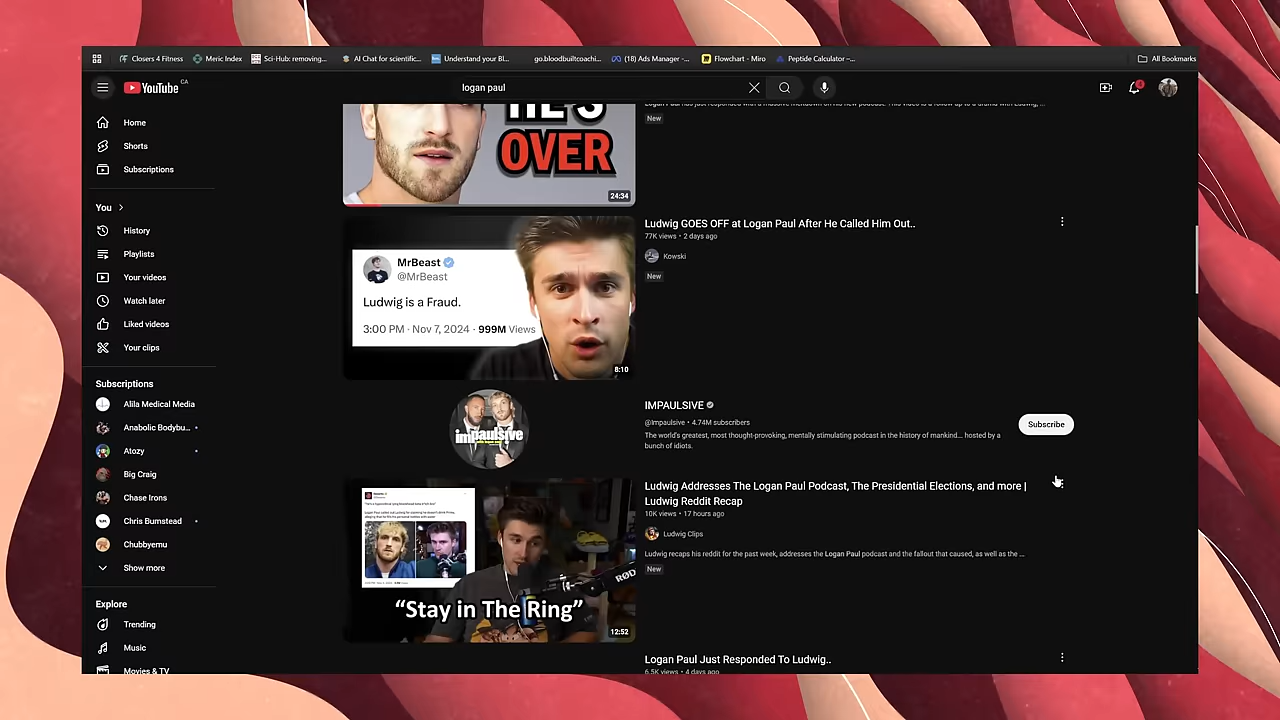 Closers 4 Fitness
Meric Index
Sci-Hub: removing...
AI Chat for scientific...
Understand your Bl...
go.bloodbuiltcoachi...
(18) Ads Manager -...
Flowchart - Miro
Peptide Calculator –...
All Bookmarks
YouTube CA
logan paul
Home
Shorts
Subscriptions
You
History
Playlists
Your videos
Watch later
Liked videos
Your clips
Subscriptions
Alila Medical Media
Anabolic Bodybu...
Atozy
Big Craig
Chase Irons
Chris Bumstead
Chubbyemu
Show more
Explore
Trending
Music
Movies & TV
HE'S
OVER
24:34
New
MrBeast
@MrBeast
Ludwig is a Fraud.
3:00 PM · Nov 7, 2024 · 999M Views
8:10
Ludwig GOES OFF at Logan Paul After He Called Him Out..
77K views • 2 days ago
Kowski
New
impaulsive
IMPAULSIVE
@Impaulsive • 4.74M subscribers
The world's greatest, most thought-provoking, mentally stimulating podcast in the history of mankind... hosted by a
bunch of idiots.
Subscribe
RØD
"Stay in The Ring"
12:52
Ludwig Addresses The Logan Paul Podcast, The Presidential Elections, and more |
Ludwig Reddit Recap
10K views • 17 hours ago
Ludwig Clips
Ludwig recaps his reddit for the past week, addresses the Logan Paul podcast and the fallout that caused, as well as the ...
New
Logan Paul Just Responded To Ludwig..
6.5K views • 4 days ago